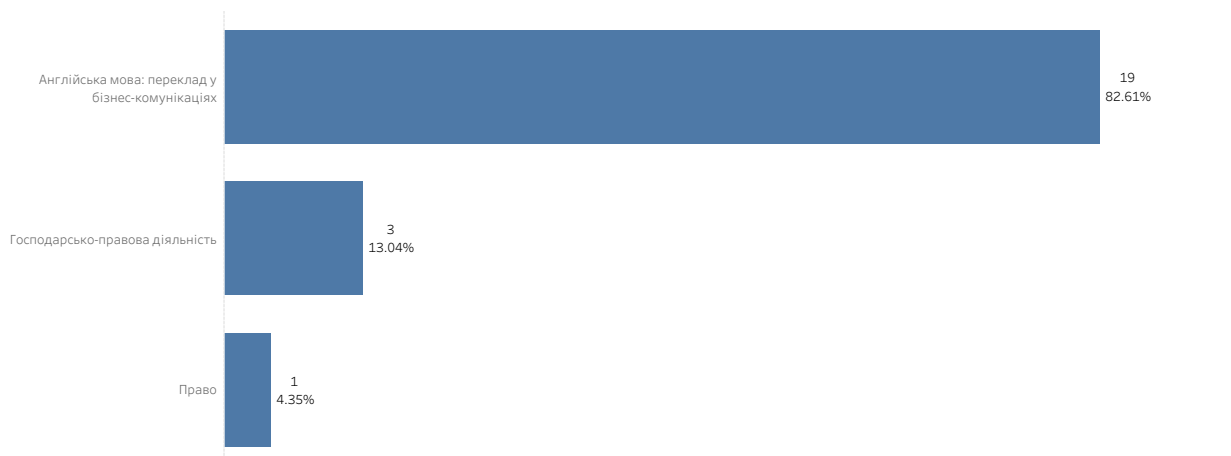 Англійська мова: переклад у
бізнес-комунікаціях
19
82.61%
Господарсько-правова діяльність
3
13.04%
Право
1
4.35%